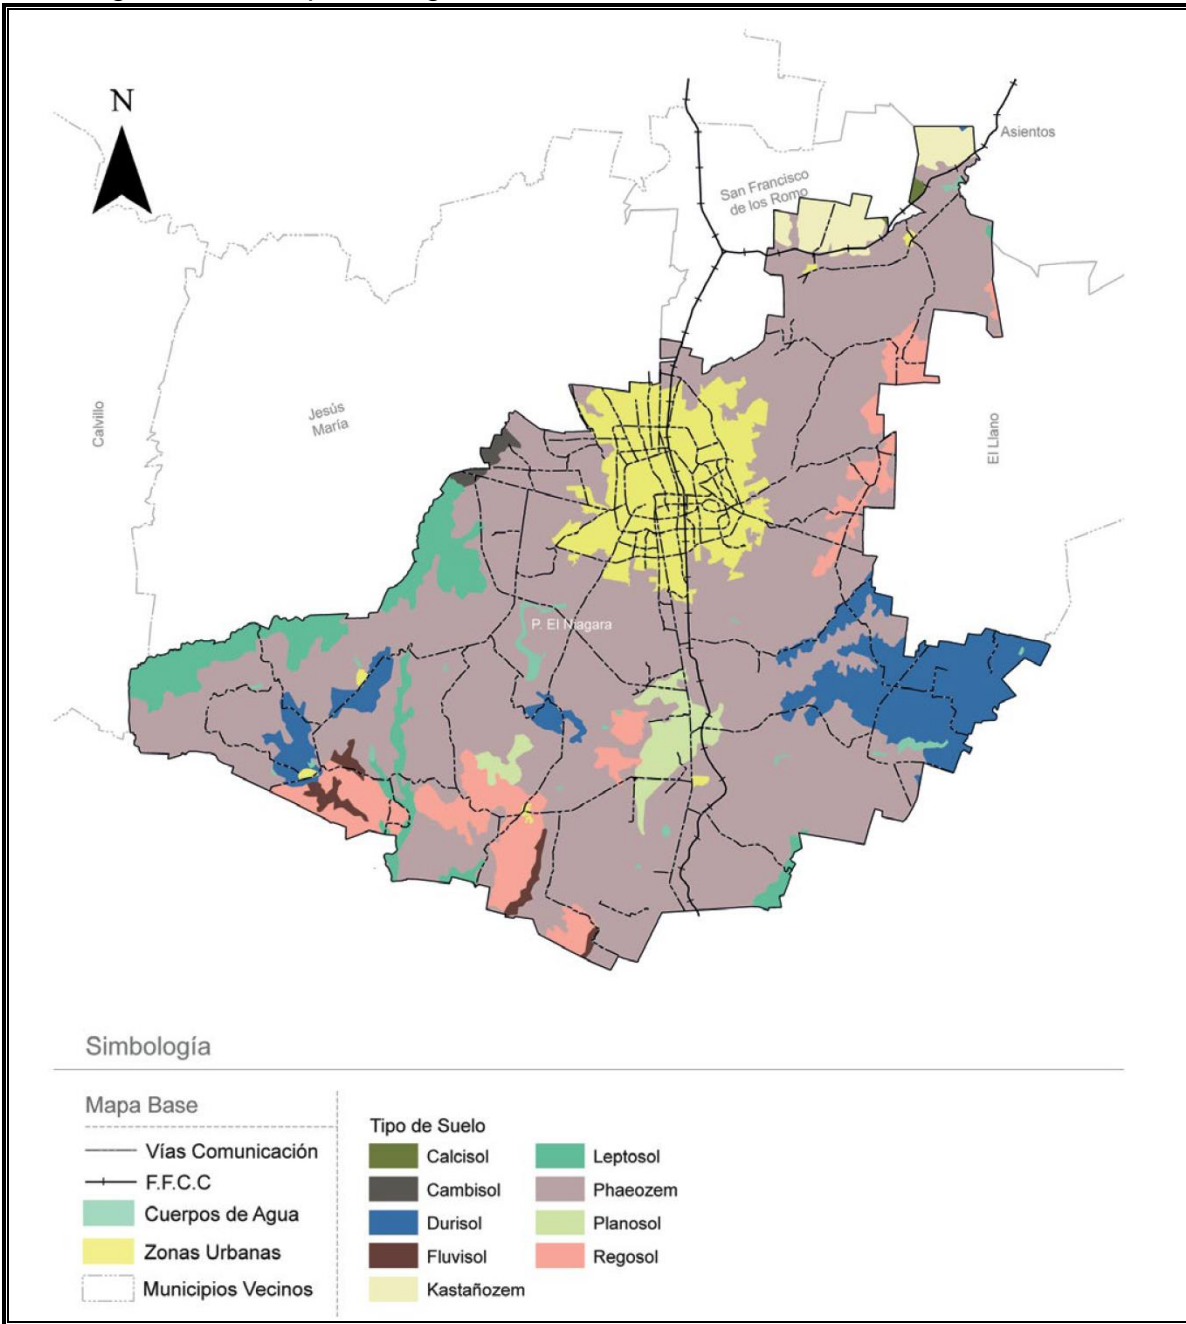 N
Asientos
San Francisco
de los Romo
Calvillo
Jesús
María
El Llano
P. El Niagara
Simbología
Mapa Base
Vías Comunicación
F.F.C.C
Cuerpos de Agua
Zonas Urbanas
Municipios Vecinos
Tipo de Suelo
Calcisol
Cambisol
Durisol
Fluvisol
Kastañozem
Leptosol
Phaeozem
Planosol
Regosol